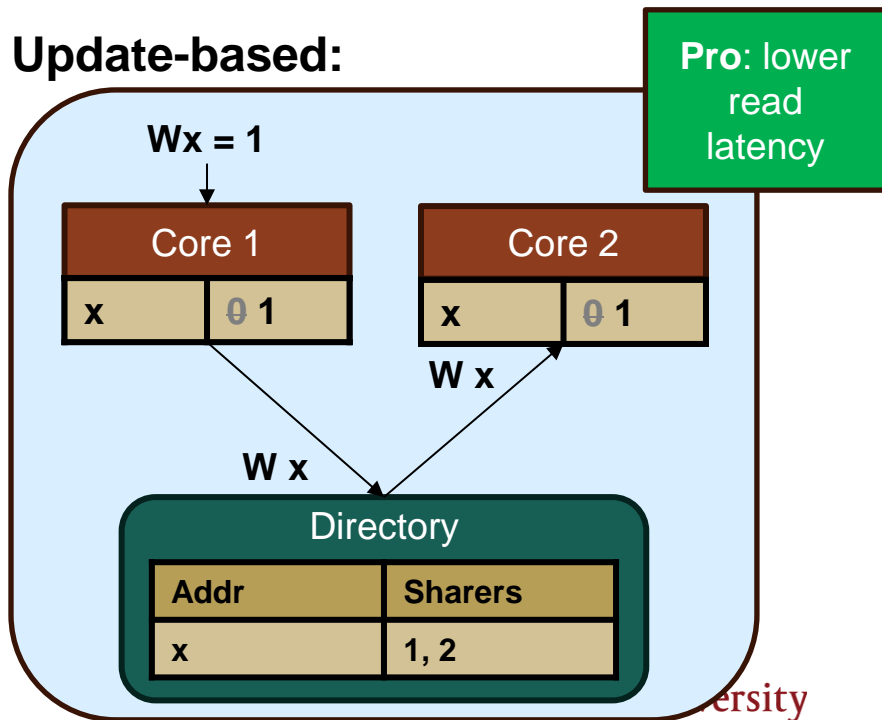 Update-based:
Pro: lower
read
latency
Wx = 1
Core 1
Core 2
x 0 1
x 0 1
W x
W x
Directory
Addr Sharers
x 1, 2